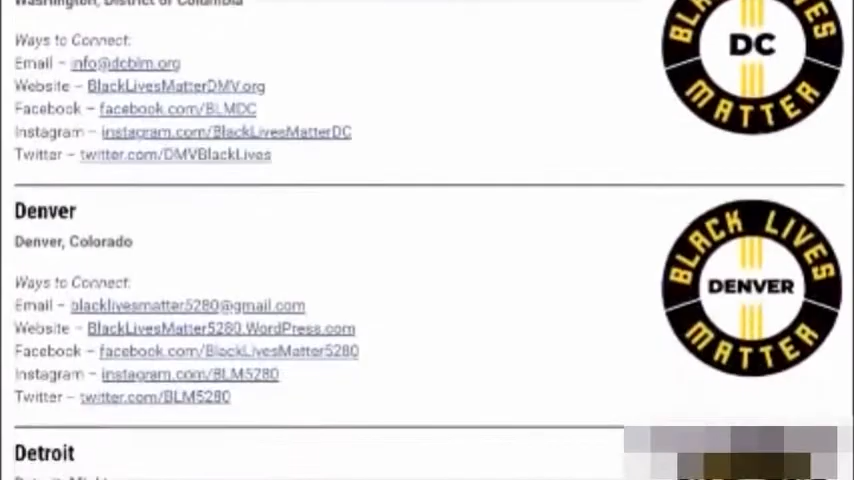 Washington, District of Columbia
Ways to Connect:
Email – info@dcblm.org
Website – BlackLivesMatterDMV.org
Facebook – facebook.com/BLMDC
Instagram – instagram.com/BlackLivesMatterDC
Twitter – twitter.com/DMVBlackLives
BLACK LIVES
DC
MATTER
Denver
Denver, Colorado
Ways to Connect:
Email – blacklivesmatter5280@gmail.com
Website – BlackLivesMatter5280.WordPress.com
Facebook – facebook.com/BlackLivesMatter5280
Instagram – instagram.com/BLM5280
Twitter – twitter.com/BLM5280
BLACK LIVES
DENVER
MATTER
Detroit